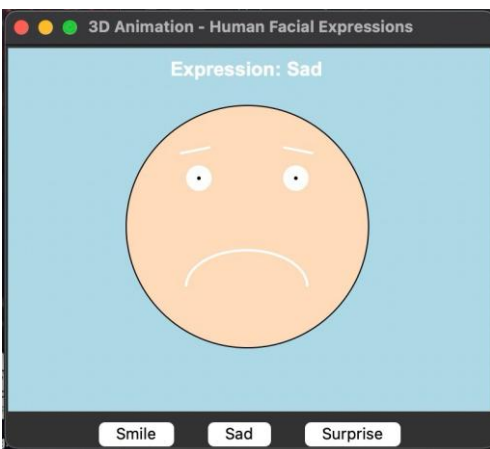 3D Animation - Human Facial Expressions
Expression: Sad
Smile Sad Surprise